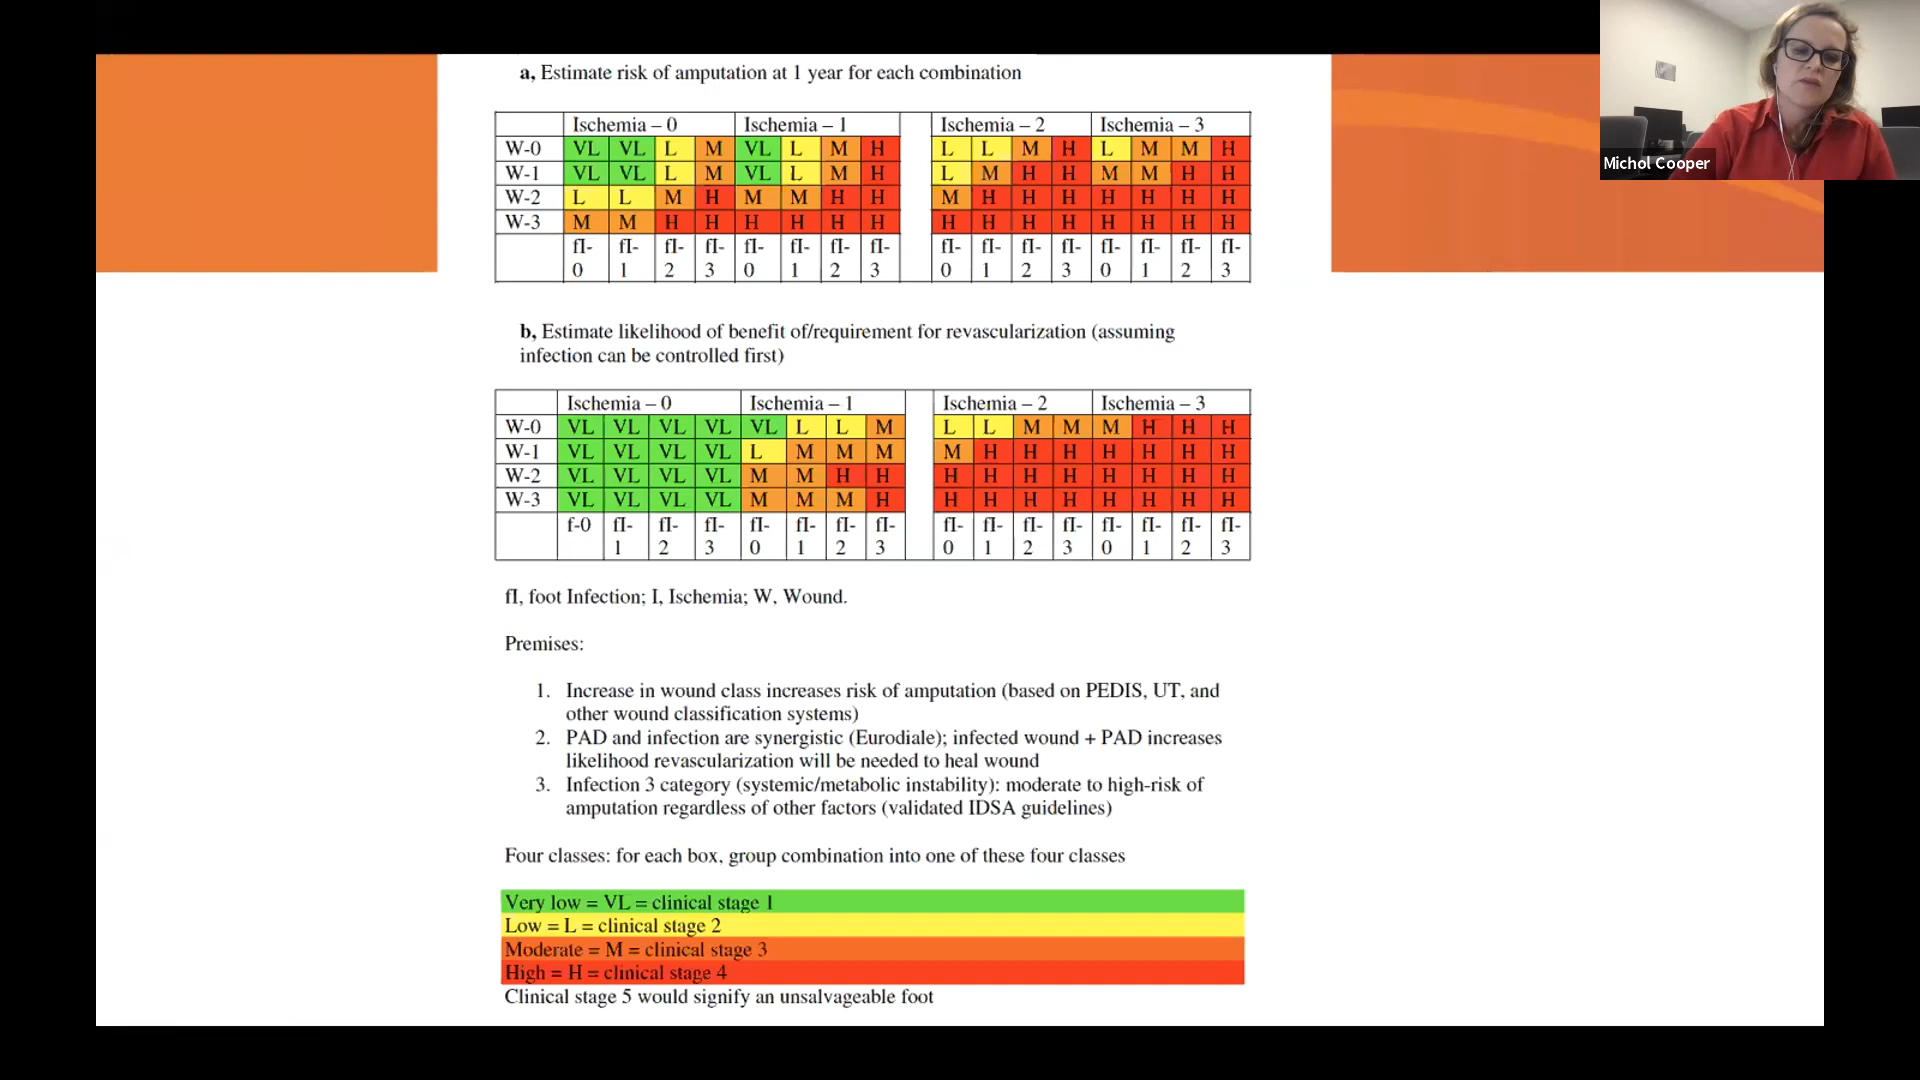 a, Estimate risk of amputation at 1 year for each combination
Ischemia – 0 Ischemia – 1 Ischemia – 2 Ischemia – 3
W-0 VL VL L M VL L M H L L M H L M M H
W-1 VL VL L M VL L M H L M H H M M H H
W-2 L L M H M M H H M H H H H H H H
W-3 M M H H H H H H H H H H H H H H
fI- fI- fI- fI- fI- fI- fI- fI- fI- fI- fI- fI- fI- fI- fI- fI-
0 1 2 3 0 1 2 3 0 1 2 3 0 1 2 3
b, Estimate likelihood of benefit of/requirement for revascularization (assuming
infection can be controlled first)
Ischemia – 0 Ischemia – 1 Ischemia – 2 Ischemia – 3
W-0 VL VL VL VL VL L L M L L M M M H H H
W-1 VL VL VL VL L M M M M H H H H H H H
W-2 VL VL VL VL M M H H H H H H H H H H
W-3 VL VL VL VL M M M H H H H H H H H H
f-0 fI- fI- fI- fI- fI- fI- fI- fI- fI- fI- fI- fI- fI- fI- fI-
1 2 3 0 1 2 3 0 1 2 3 0 1 2 3
fI, foot Infection; I, Ischemia; W, Wound.
Premises:
1. Increase in wound class increases risk of amputation (based on PEDIS, UT, and
other wound classification systems)
2. PAD and infection are synergistic (Eurodiale); infected wound + PAD increases
likelihood revascularization will be needed to heal wound
3. Infection 3 category (systemic/metabolic instability): moderate to high-risk of
amputation regardless of other factors (validated IDSA guidelines)
Four classes: for each box, group combination into one of these four classes
Very low = VL = clinical stage 1
Low = L = clinical stage 2
Moderate = M = clinical stage 3
High = H = clinical stage 4
Clinical stage 5 would signify an unsalvageable foot
Michol Cooper